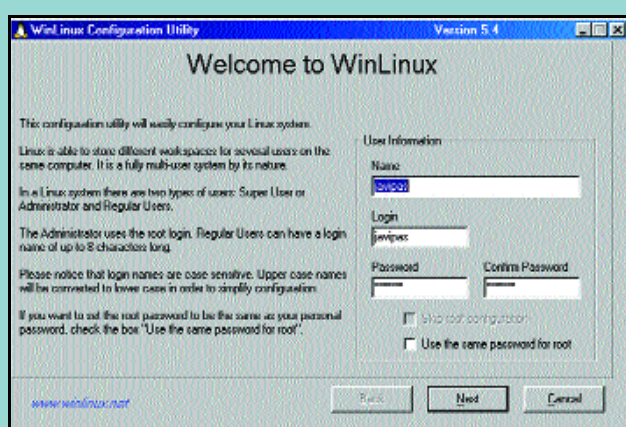 WinLinux Configuration Utility Version 5.4
Welcome to WinLinux
This configuration utility will easily configure your Linux system.
Linux is able to store different workspaces for several users on the
same computer. It is a fully multi-user system by its nature.
In a Linux system there are two types of users: Super User or
Administrator and Regular Users.
The Administrator uses the root login. Regular Users can have a login
name of up to 8 characters long.
Please notice that login names are case sensitive. Upper case names
will be converted to lower case in order to simplify configuration.
If you want to set the root password to be the same as your personal
password, check the box "Use the same password for root".
User Information
Name
javipas
Login
javipas
Password Confirm Password
Skip root configuration
Use the same password for root
www.winlinux.net
Back Next Cancel